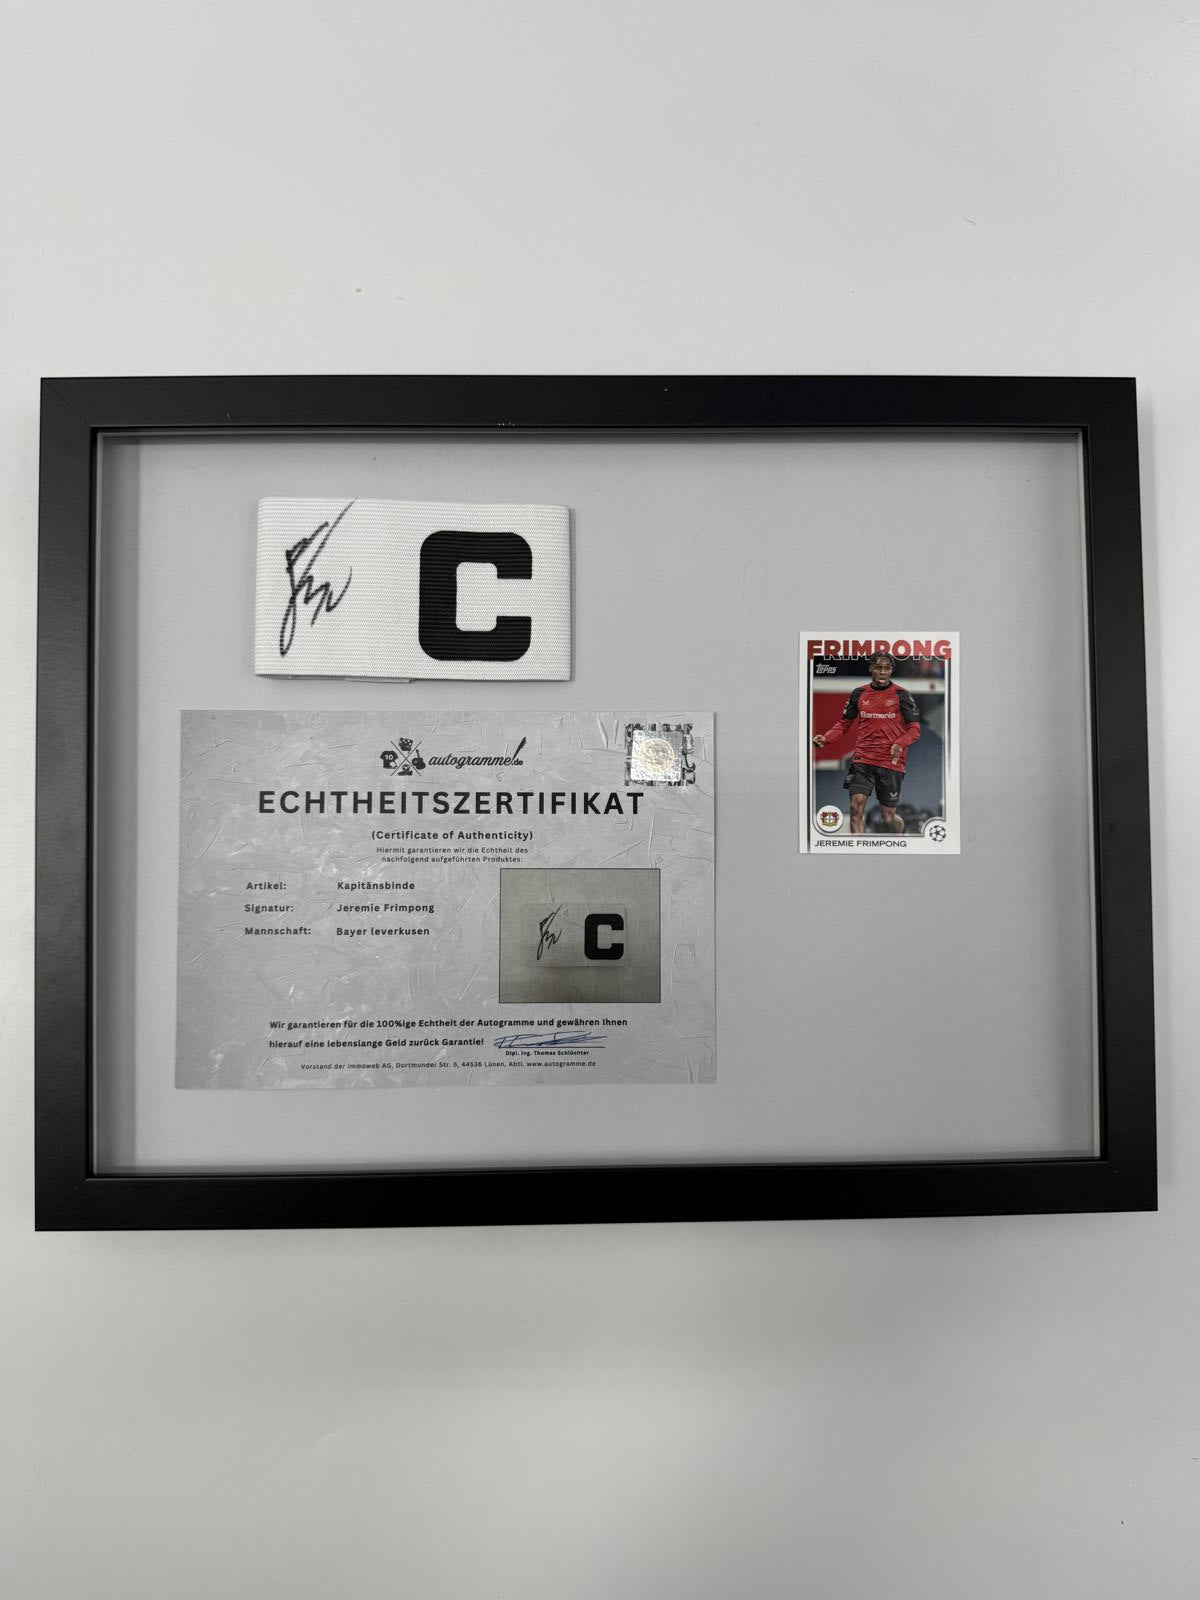 C
10
autogramme.de
ECHTHEITSZERTIFIKAT
(Certificate of Authenticity)
Hiermit garantieren wir die Echtheit des
nachfolgend aufgeführten Produktes:
Artikel: Kapitänsbinde
Signatur: Jeremie Frimpong
Mannschaft: Bayer leverkusen
C
Wir garantieren für die 100%ige Echtheit der Autogramme und gewähren Ihnen
hierauf eine lebenslange Geld zurück Garantie!
Dipl. Ing. Thomas Schlüchter
Vorstand der immoweb AG, Dortmunder Str. 5, 44536 Lünen, Abtl. www.autogramme.de
FRIMPONG
Topps
Barmenia
JEREMIE FRIMPONG